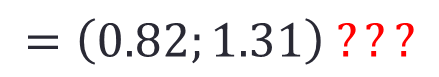 = (0.82; 1.31) ???